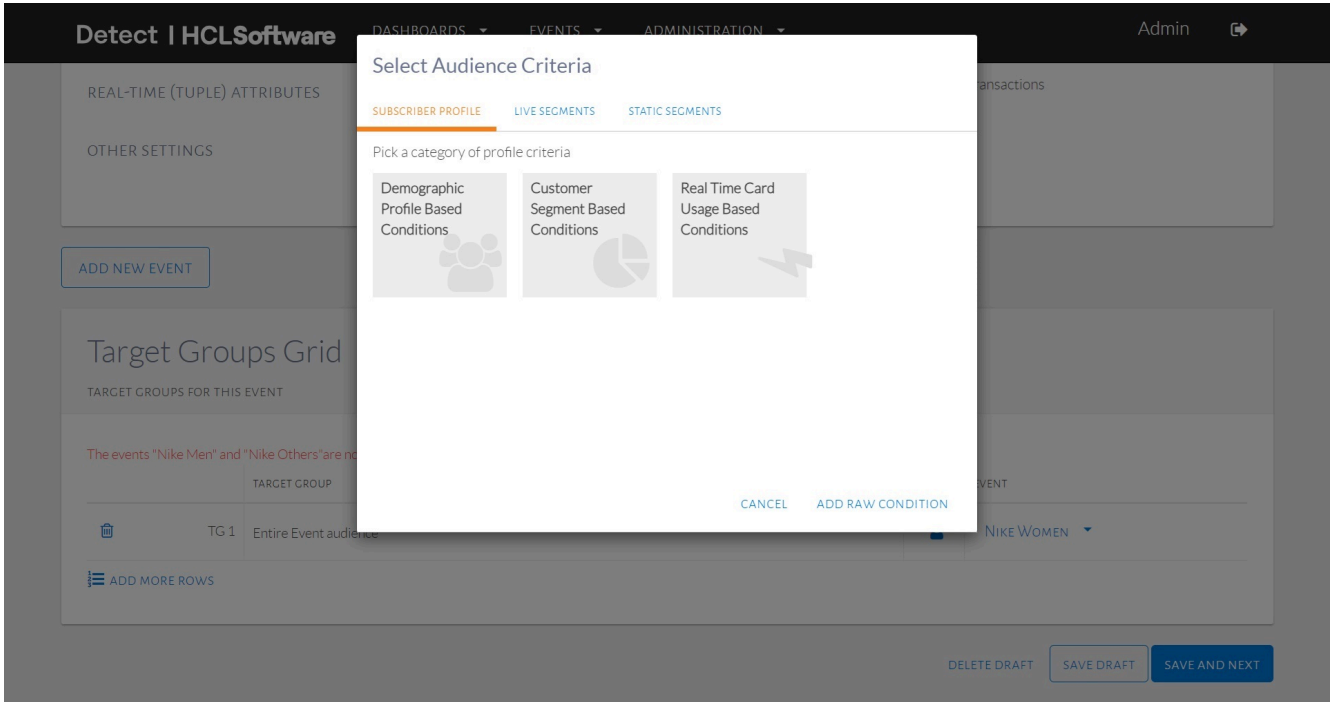 Detect | HCLSoftware
DASHBOARDS EVENTS ADMINISTRATION
Admin
Select Audience Criteria
REAL-TIME (TUPLE) ATTRIBUTES
ansactions
SUBSCRIBER PROFILE LIVE SEGMENTS STATIC SEGMENTS
OTHER SETTINGS
Pick a category of profile criteria
Demographic
Profile Based
Conditions
Customer
Segment Based
Conditions
Real Time Card
Usage Based
Conditions
ADD NEW EVENT
Target Groups Grid
TARGET GROUPS FOR THIS EVENT
The events "Nike Men" and "Nike Others"are no
TARGET GROUP
VENT
CANCEL ADD RAW CONDITION
TG 1 Entire Event audience
NIKE WOMEN
ADD MORE ROWS
DELETE DRAFT SAVE DRAFT SAVE AND NEXT